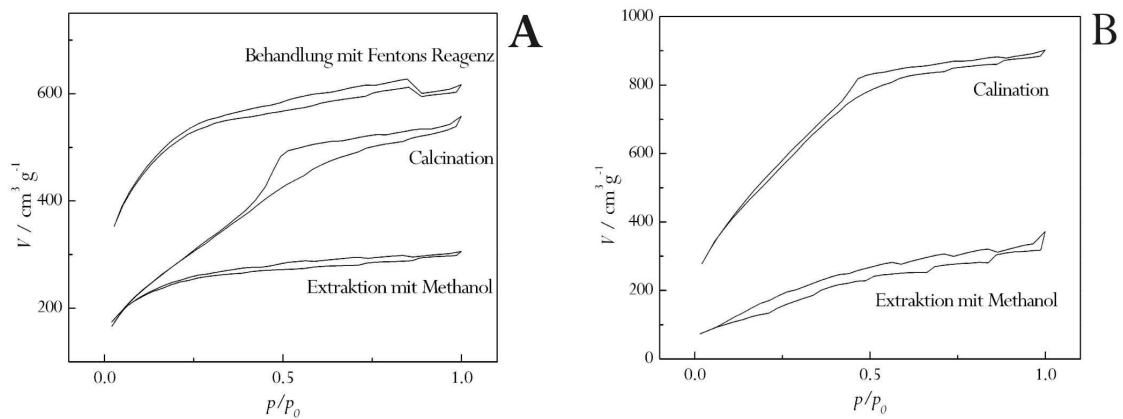 A
Behandlung mit Fentons Reagenz
600
Calcination
400
V / cm³ g⁻¹
Extraktion mit Methanol
200
0.0
0.5
1.0
p/p₀
B
1000
Calination
800
600
V / cm³ g⁻¹
400
Extraktion mit Methanol
200
0
0.0
0.5
1.0
p/p₀